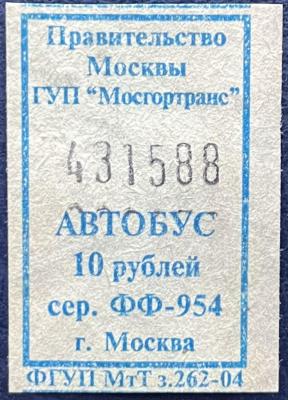 Правительство
Москвы
ГУП "Мосгортранс"
431588
АВТОБУС
10 рублей
сер. ФФ-954
г. Москва
ФГУП МтТ з.262-04